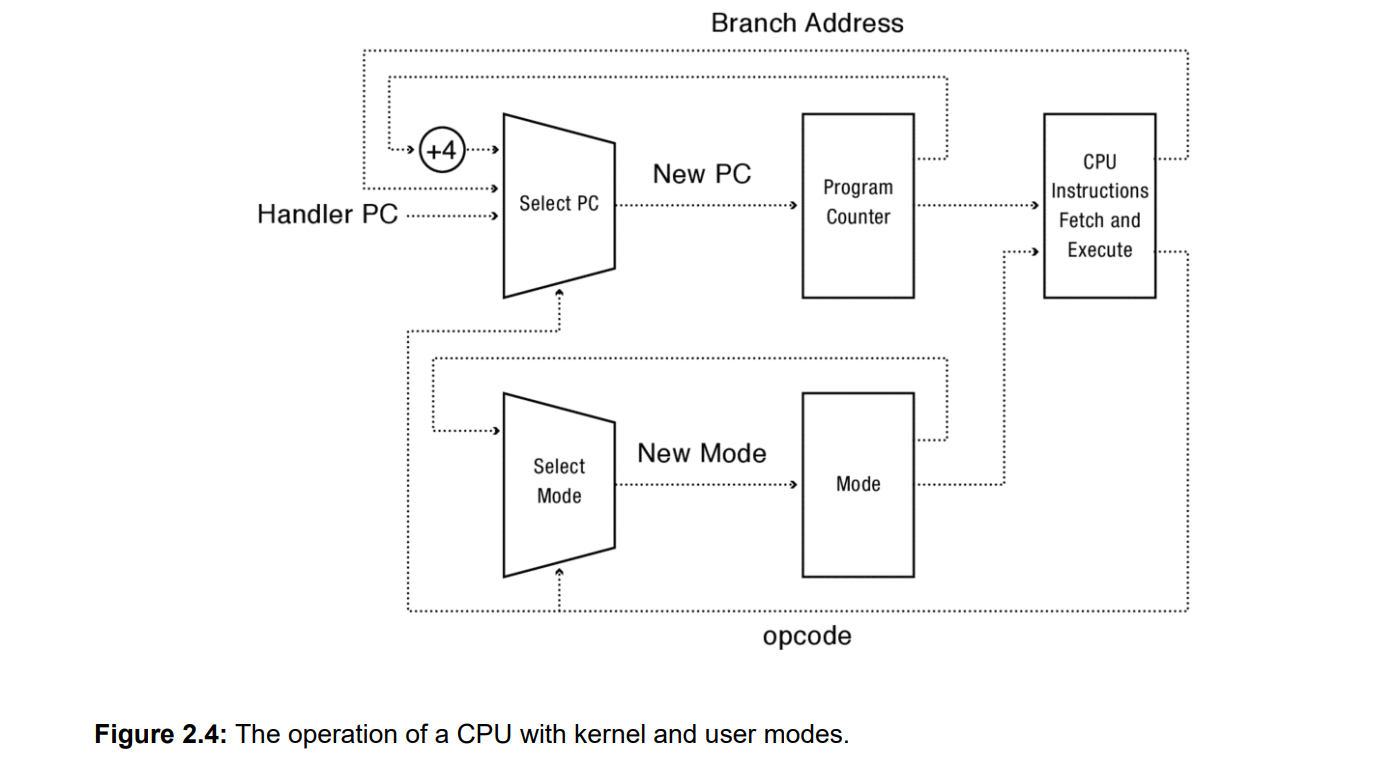 Branch Address
+4
Handler PC
Select PC
New PC
Program
Counter
CPU
Instructions
Fetch and
Execute
Select
Mode
New Mode
Mode
opcode
Figure 2.4: The operation of a CPU with kernel and user modes.